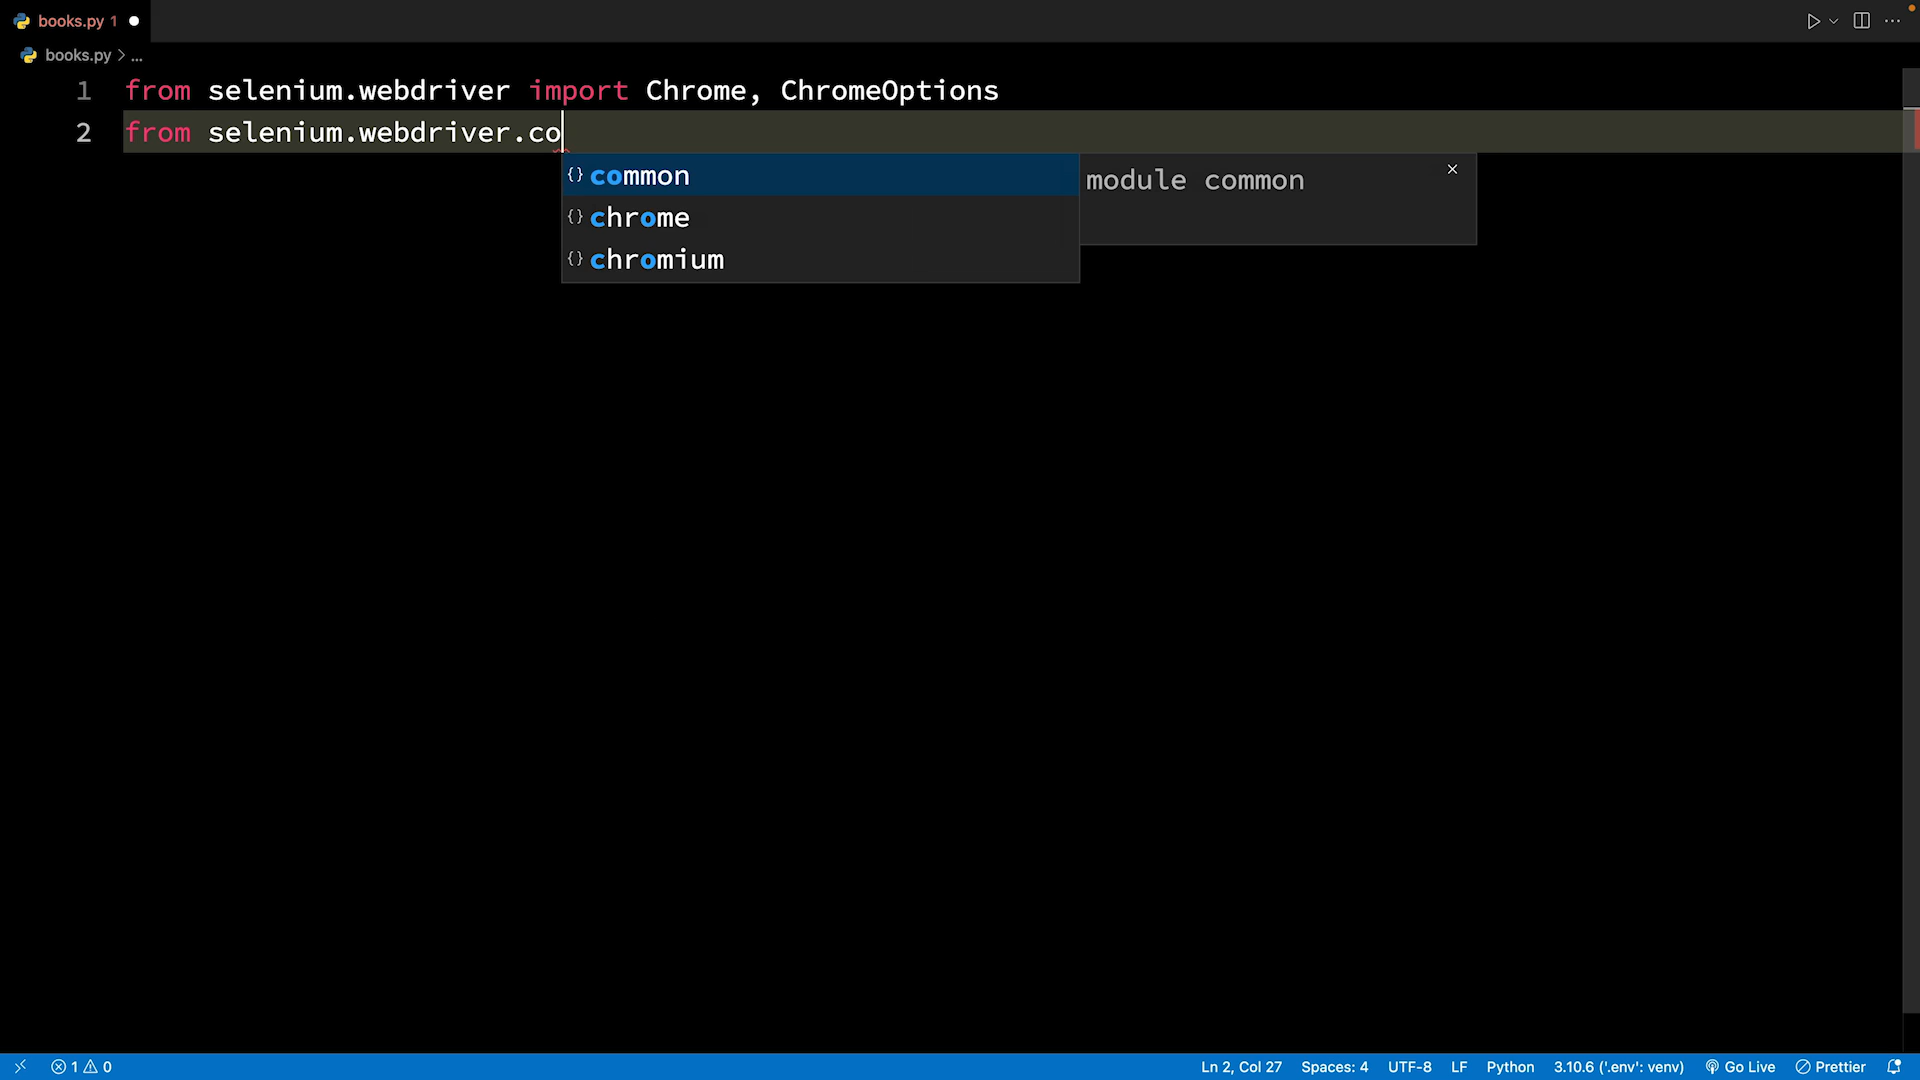 books.py 1
books.py > ...
1 from selenium.webdriver import Chrome, ChromeOptions
2 from selenium.webdriver.co
{} common
module common
{} chrome
{} chromium
1 0 Ln 2, Col 27 Spaces: 4 UTF-8 LF Python 3.10.6 ('.env': venv) Go Live Prettier